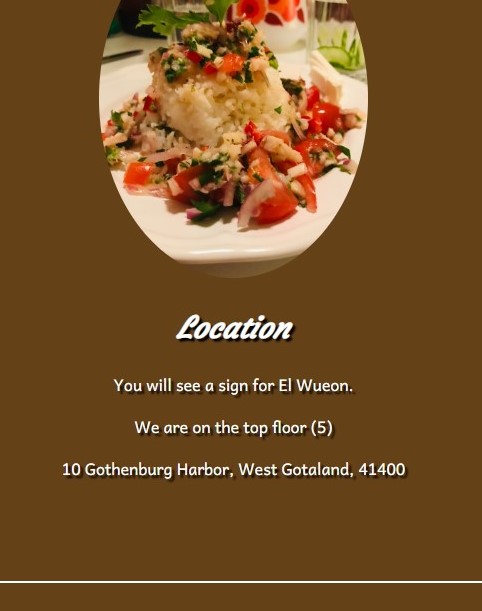 Location
You will see a sign for El Wueon.
We are on the top floor (5)
10 Gothenburg Harbor, West Gotaland, 41400